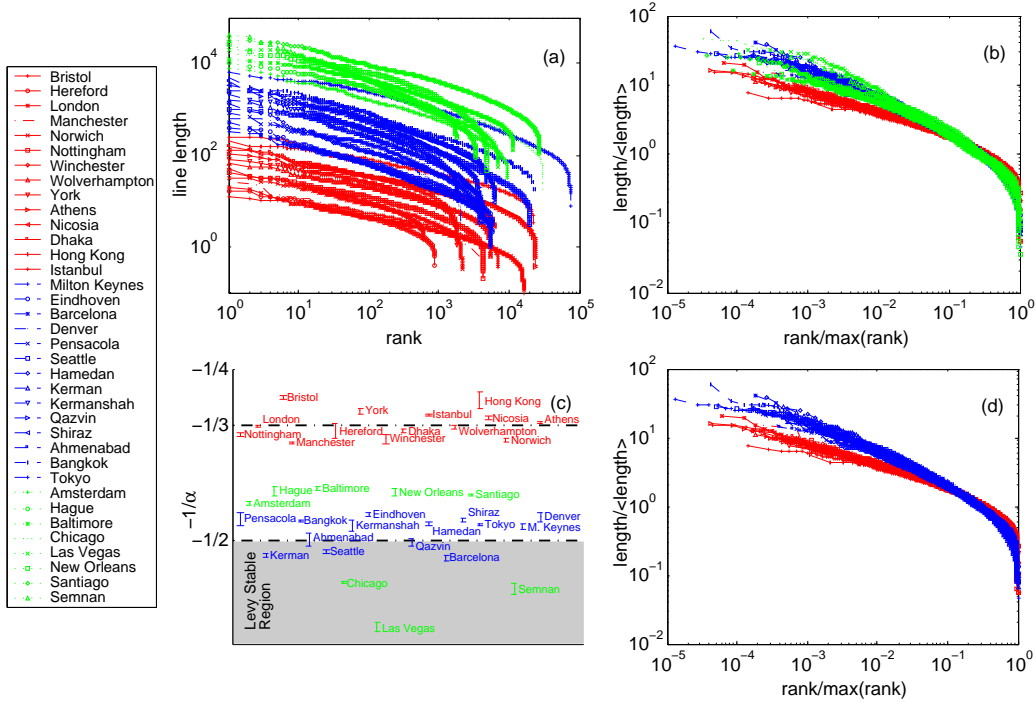 Bristol
Hereford
London
Manchester
Norwich
Nottingham
Winchester
Wolverhampton
York
Athens
Nicosia
Dhaka
Hong Kong
Istanbul
Milton Keynes
Eindhoven
Barcelona
Denver
Pensacola
Seattle
Hamedan
Kerman
Kermanshah
Qazvin
Shiraz
Ahmenabad
Bangkok
Tokyo
Amsterdam
Hague
Baltimore
Chicago
Las Vegas
New Orleans
Santiago
Semnan
(a)
line length
10^4
10^2
10^0
10^0 10^1 10^2 10^3 10^4 10^5
rank
(b)
length/<length>
10^2
10^1
10^0
10^-1
10^-2
10^-5 10^-4 10^-3 10^-2 10^-1 10^0
rank/max(rank)
(c)
−1/α
−1/4
−1/3
−1/2
Bristol
Hong Kong
York
London
Istanbul
Nicosia
Athens
Nottingham
Hereford
Dhaka
Wolverhampton
Manchester
Winchester
Norwich
Hague
Baltimore
New Orleans
Santiago
Amsterdam
Pensacola
Bangkok
Eindhoven
Kermanshah
Shiraz
Hamedan
Tokyo
Denver
M. Keynes
Ahmenabad
Qazvin
Kerman
Seattle
Barcelona
Chicago
Semnan
Las Vegas
Levy Stable
Region
(d)
length/<length>
10^2
10^1
10^0
10^-1
10^-2
10^-5 10^-4 10^-3 10^-2 10^-1 10^0
rank/max(rank)